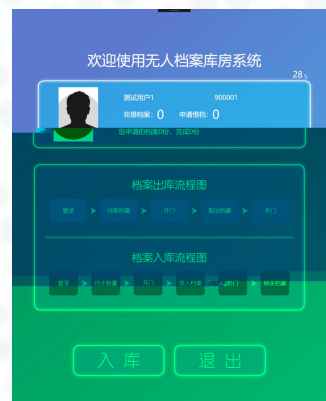 欢迎使用无人档案库房系统
28 s
测试用户1 900001
在借档案: 0 申请借档: 0
您申请的档案0份, 完成0份
档案出库流程图
登录 待取档案 开门 取出档案 关门
档案入库流程图
登录 开门 放入档案 关门
入库 退出